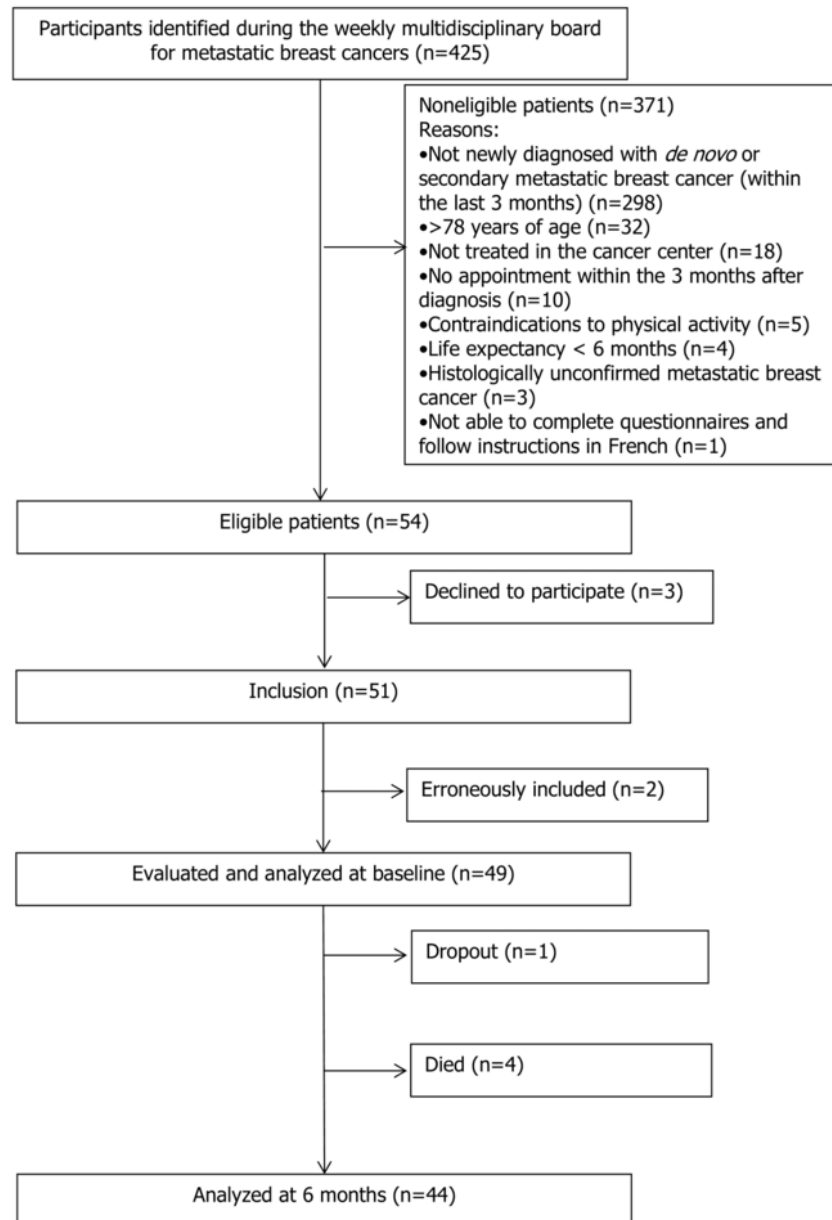 Participants identified during the weekly multidisciplinary board
for metastatic breast cancers (n=425)
Noneligible patients (n=371)
Reasons:
•Not newly diagnosed with de novo or
secondary metastatic breast cancer (within
the last 3 months) (n=298)
•>78 years of age (n=32)
•Not treated in the cancer center (n=18)
•No appointment within the 3 months after
diagnosis (n=10)
•Contraindications to physical activity (n=5)
•Life expectancy < 6 months (n=4)
•Histologically unconfirmed metastatic breast
cancer (n=3)
•Not able to complete questionnaires and
follow instructions in French (n=1)
Eligible patients (n=54)
Declined to participate (n=3)
Inclusion (n=51)
Erroneously included (n=2)
Evaluated and analyzed at baseline (n=49)
Dropout (n=1)
Died (n=4)
Analyzed at 6 months (n=44)